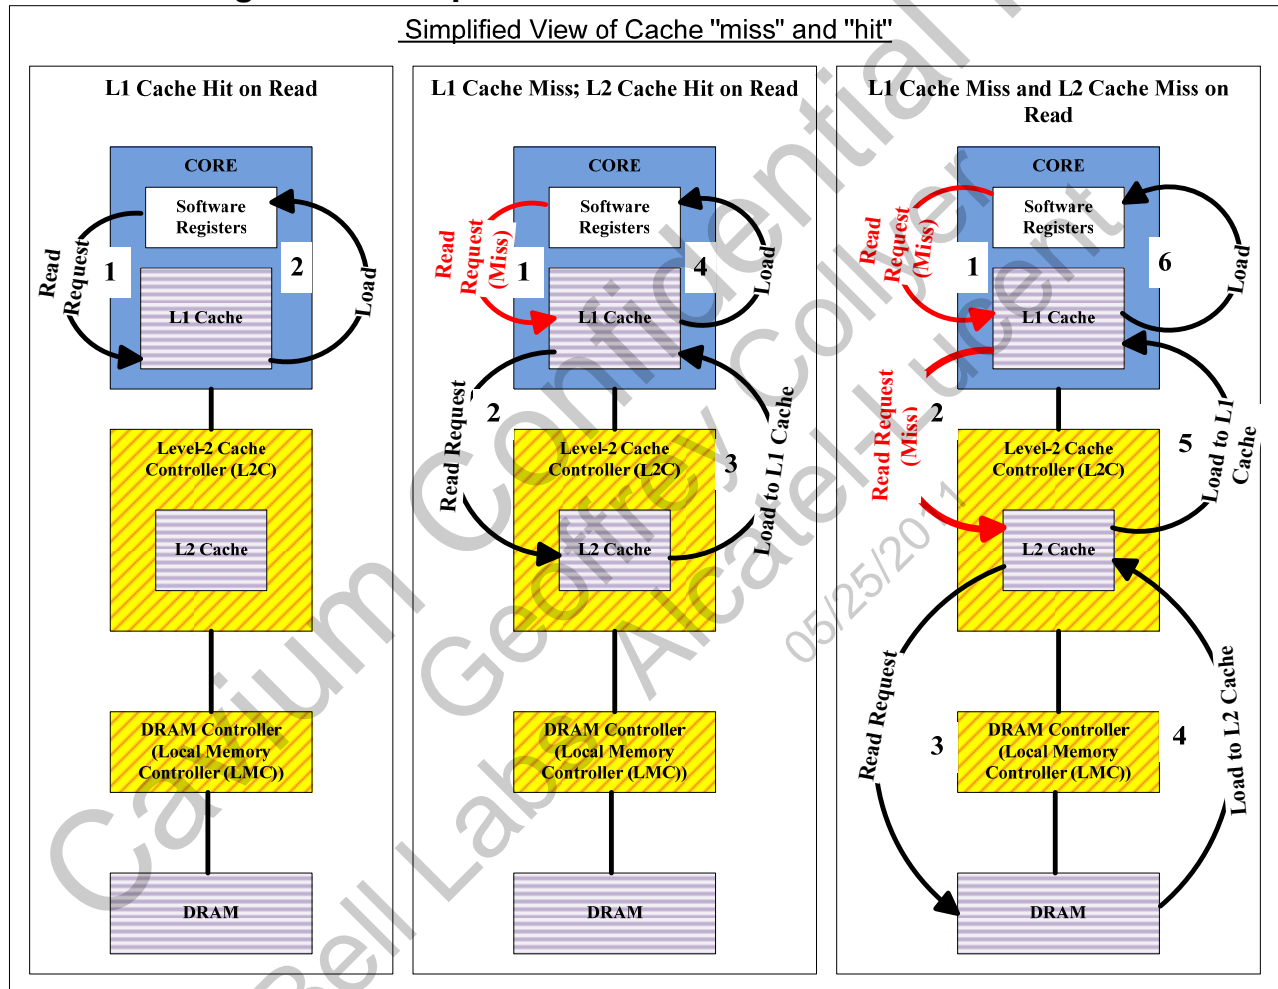 Simplified View of Cache "miss" and "hit"
L1 Cache Hit on Read
CORE
Software
Registers
Read
Request
1
2
Load
L1 Cache
Level-2 Cache
Controller (L2C)
L2 Cache
DRAM Controller
(Local Memory
Controller (LMC))
DRAM
L1 Cache Miss; L2 Cache Hit on Read
CORE
Software
Registers
Read
Request
(Miss)
1
4
Load
L1 Cache
Read Request
2
Level-2 Cache
Controller (L2C)
3
Load to L1 Cache
L2 Cache
DRAM Controller
(Local Memory
Controller (LMC))
DRAM
L1 Cache Miss and L2 Cache Miss on
Read
CORE
Software
Registers
Read
Request
(Miss)
1
6
Load
L1 Cache
Read Request
(Miss)
2
Level-2 Cache
Controller (L2C)
5
Load to L1
Cache
L2 Cache
Read Request
3
DRAM Controller
(Local Memory
Controller (LMC))
4
Load to L2 Cache
DRAM
Cavium Confidential
Geoffrey Collyer
Bell Labs Alcatel-Lucent
05/25/2011